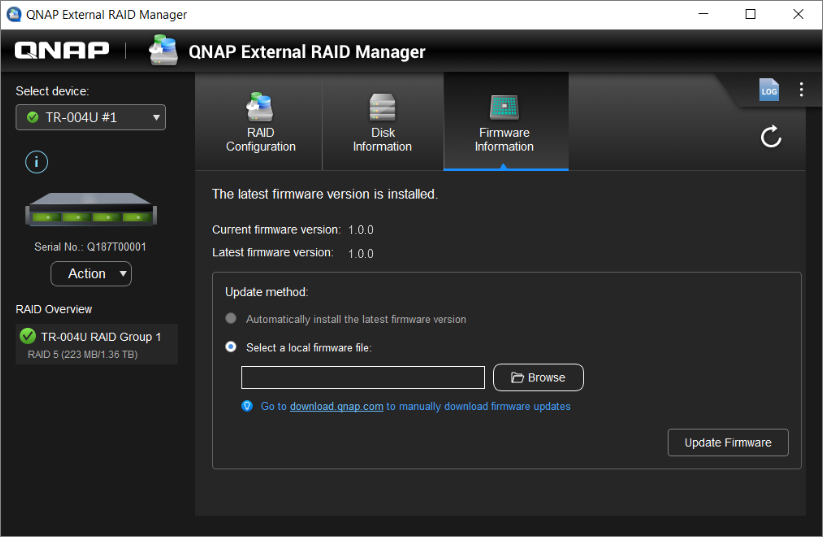 QNAP External RAID Manager
QNAP
QNAP External RAID Manager
Select device:
TR-004U #1
i
Serial No.: Q187T00001
Action
RAID Overview
TR-004U RAID Group 1
RAID 5 (223 MB/1.36 TB)
RAID
Configuration
Disk
Information
Firmware
Information
LOG
The latest firmware version is installed.
Current firmware version: 1.0.0
Latest firmware version: 1.0.0
Update method:
Automatically install the latest firmware version
Select a local firmware file:
Browse
Go to download.qnap.com to manually download firmware updates
Update Firmware